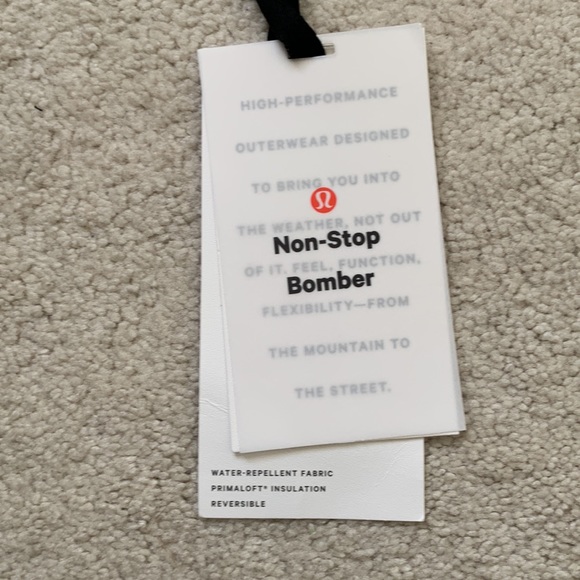 HIGH-PERFORMANCE
OUTERWEAR DESIGNED
TO BRING YOU INTO
THE WEATHER, NOT OUT
Non-Stop
OF IT. FEEL, FUNCTION,
Bomber
FLEXIBILITY—FROM
THE MOUNTAIN TO
THE STREET.
WATER-REPELLENT FABRIC
PRIMALOFT® INSULATION
REVERSIBLE